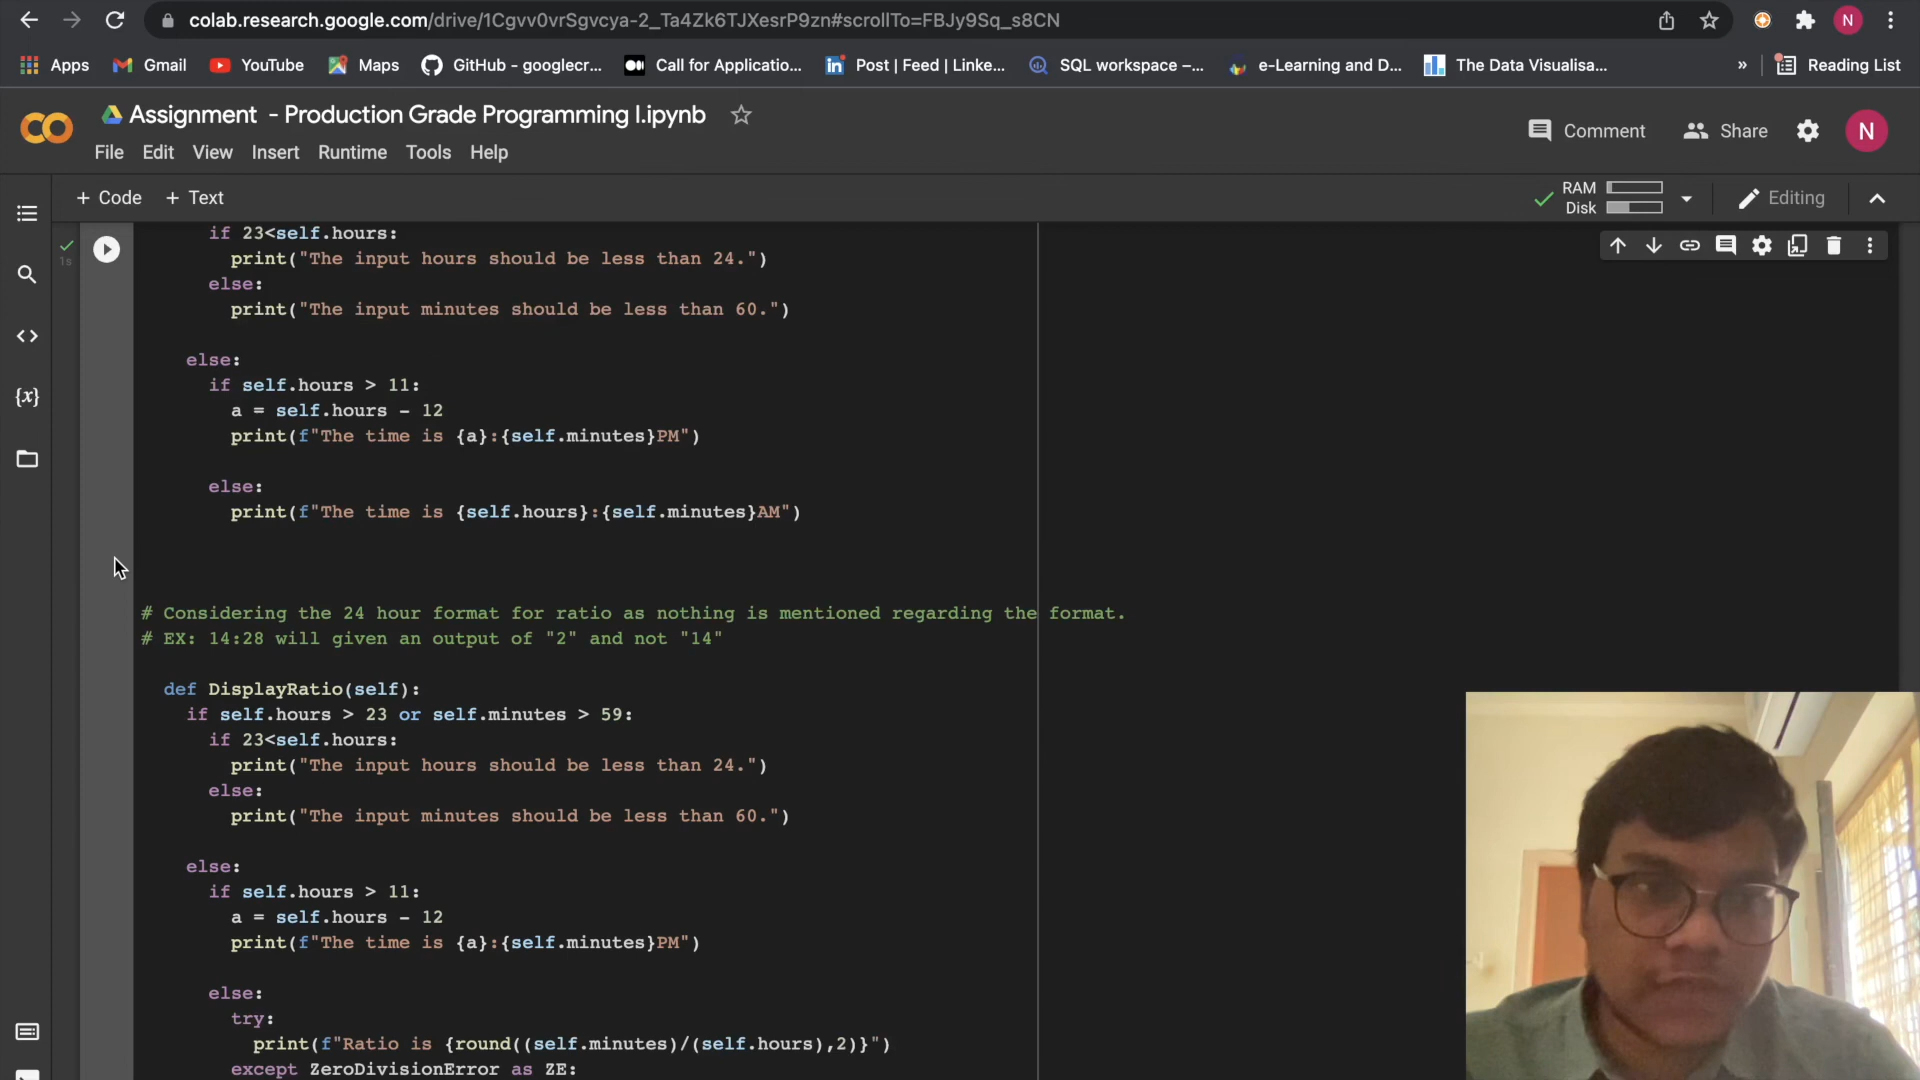 colab.research.google.com/drive/1Cgvv0vrSgvcya-2_Ta4Zk6TJXesrP9zn#scrollTo=FBJy9Sq_s8CN
N
Apps Gmail YouTube Maps GitHub - googlecr... Call for Applicatio... Post | Feed | Linke... SQL workspace –... e-Learning and D... The Data Visualisa... » Reading List
Assignment - Production Grade Programming I.ipynb
Comment Share N
File Edit View Insert Runtime Tools Help
+ Code + Text
RAM
Disk
Editing
1s
if 23<self.hours:
print("The input hours should be less than 24.")
else:
print("The input minutes should be less than 60.")
else:
if self.hours > 11:
a = self.hours - 12
print(f"The time is {a}:{self.minutes}PM")
else:
print(f"The time is {self.hours}:{self.minutes}AM")
# Considering the 24 hour format for ratio as nothing is mentioned regarding the format.
# EX: 14:28 will given an output of "2" and not "14"
def DisplayRatio(self):
if self.hours > 23 or self.minutes > 59:
if 23<self.hours:
print("The input hours should be less than 24.")
else:
print("The input minutes should be less than 60.")
else:
if self.hours > 11:
a = self.hours - 12
print(f"The time is {a}:{self.minutes}PM")
else:
try:
print(f"Ratio is {round((self.minutes)/(self.hours),2)}")
except ZeroDivisionError as ZE: